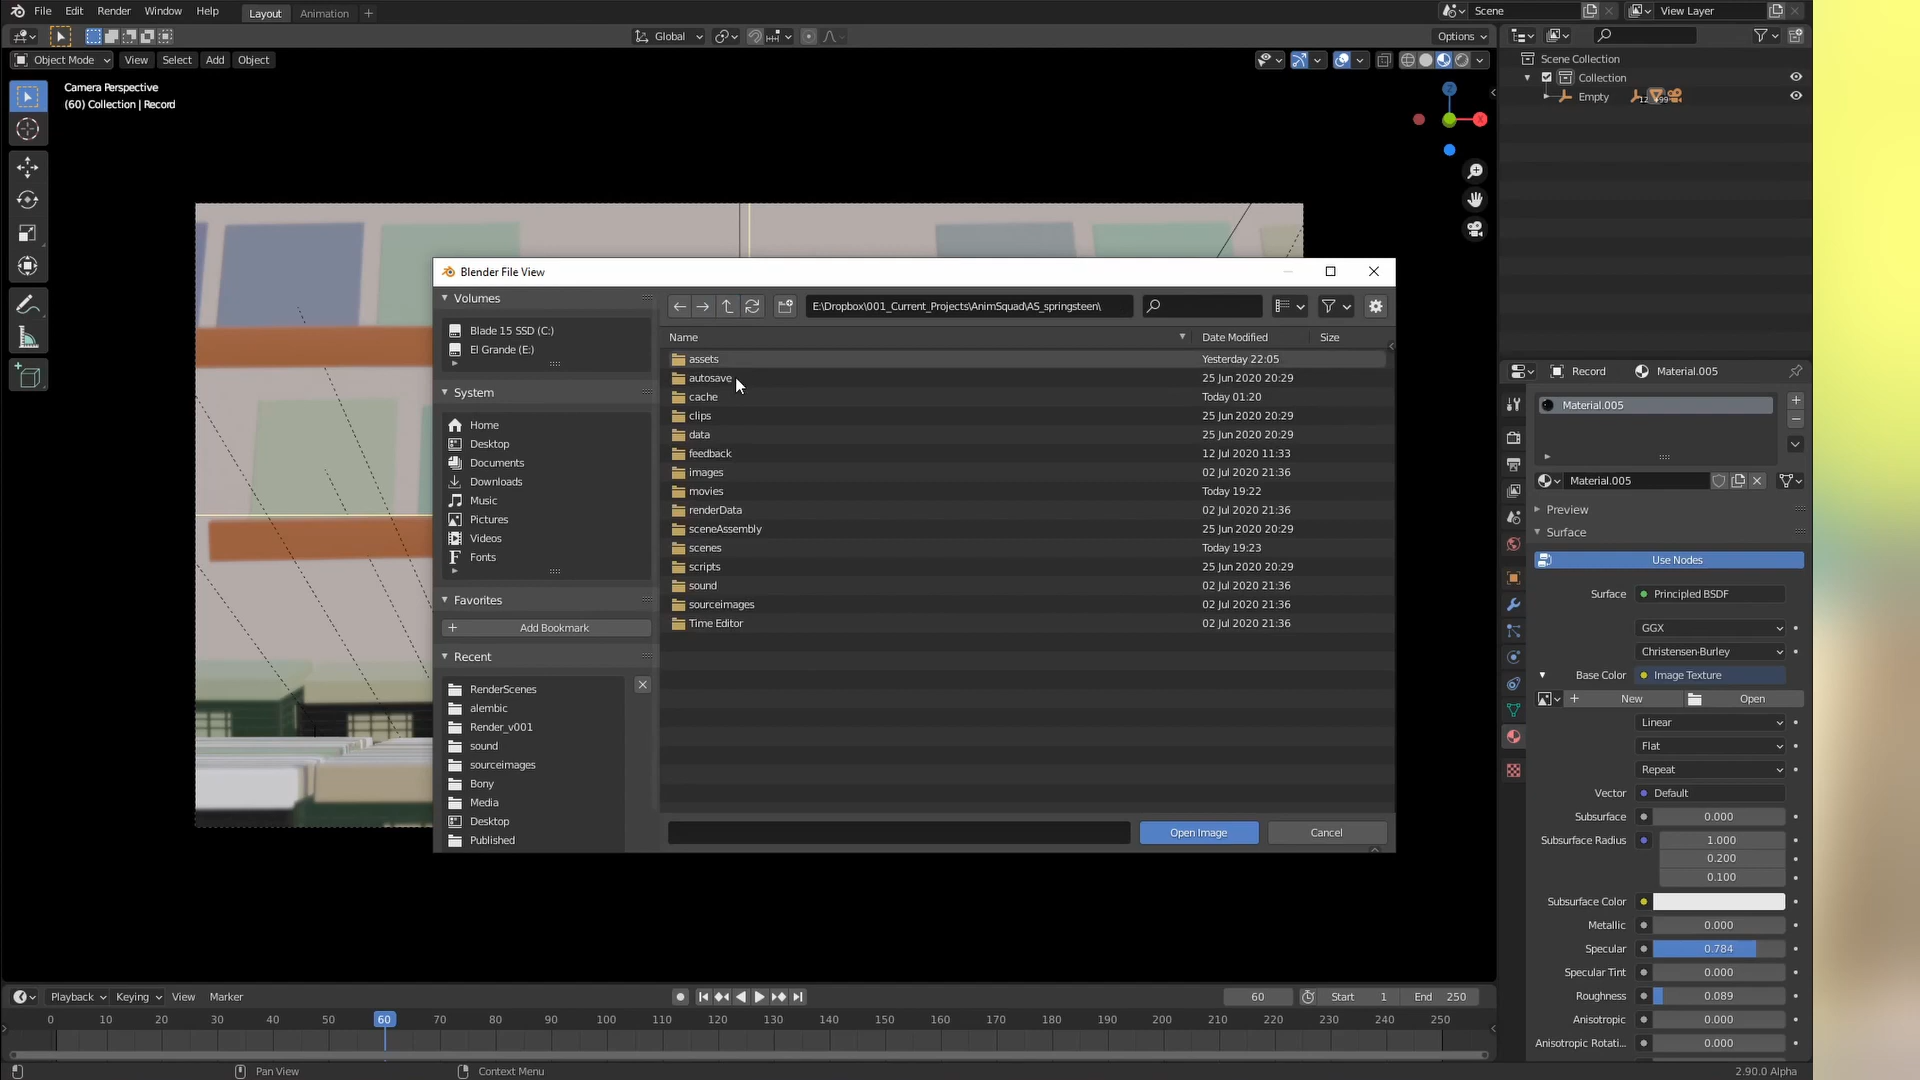 File Edit Render Window Help Layout Animation + Scene View Layer
Global Options
Object Mode View Select Add Object
Camera Perspective
(60) Collection | Record
Z
X
Scene Collection
Collection
Empty
Blender File View
Volumes
Blade 15 SSD (C:)
El Grande (E:)
System
Home
Desktop
Documents
Downloads
Music
Pictures
Videos
Fonts
Favorites
Add Bookmark
Recent
RenderScenes
alembic
Render_v001
sound
sourceimages
Bony
Media
Desktop
Published
E:\Dropbox\001_Current_Projects\AnimSquad\AS_springsteen\
Name Date Modified Size
assets Yesterday 22:05
autosave 25 Jun 2020 20:29
cache Today 01:20
clips 25 Jun 2020 20:29
data 25 Jun 2020 20:29
feedback 12 Jul 2020 11:33
images 02 Jul 2020 21:36
movies Today 19:22
renderData 02 Jul 2020 21:36
sceneAssembly 25 Jun 2020 20:29
scenes Today 19:23
scripts 25 Jun 2020 20:29
sound 02 Jul 2020 21:36
sourceimages 02 Jul 2020 21:36
Time Editor 02 Jul 2020 21:36
Open Image Cancel
Record Material.005
Material.005
Material.005
Preview
Surface
Use Nodes
Surface Principled BSDF
GGX
Christensen-Burley
Base Color Image Texture
New Open
Linear
Flat
Repeat
Vector Default
Subsurface 0.000
Subsurface Radius 1.000
0.200
0.100
Subsurface Color
Metallic 0.000
Specular 0.784
Specular Tint 0.000
Roughness 0.089
Anisotropic 0.000
Anisotropic Rotati... 0.000
Playback Keying View Marker 60 Start 1 End 250
0 10 20 30 40 50 60 70 80 90 100 110 120 130 140 150 160 170 180 190 200 210 220 230 240 250
Pan View Context Menu 2.90.0 Alpha